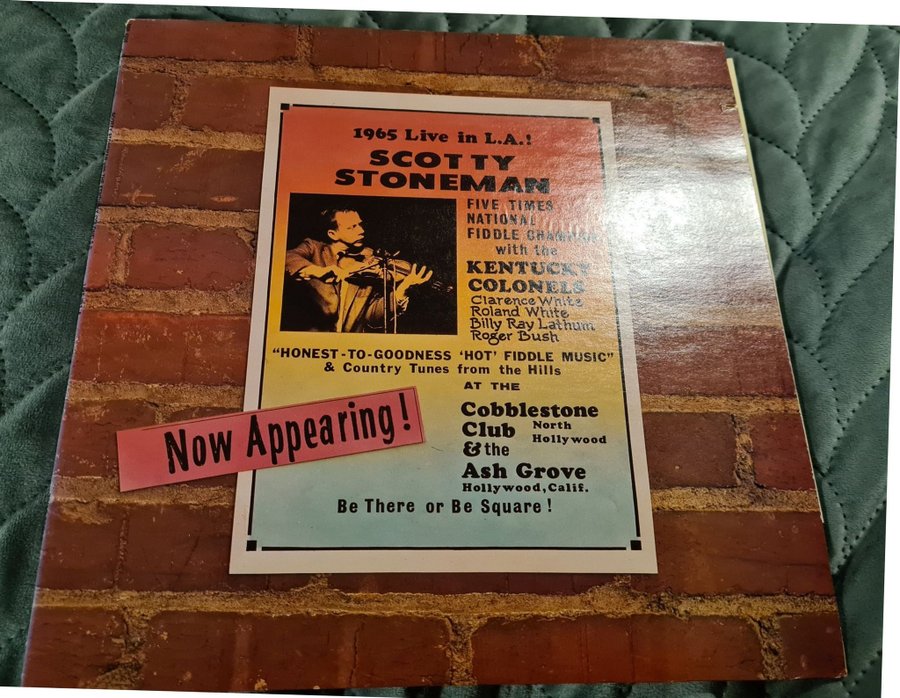 1965 Live in L.A.!
SCOTTY
STONEMAN
FIVE TIMES
NATIONAL
FIDDLE CHAMPION
with the
KENTUCKY
COLONELS
Clarence White
Roland White
Billy Ray Lathum
Roger Bush
"HONEST-TO-GOODNESS 'HOT' FIDDLE MUSIC"
& Country Tunes from the Hills
AT THE
Cobblestone
Club North
Hollywood
& the
Ash Grove
Hollywood, Calif.
Now Appearing!
Be There or Be Square!